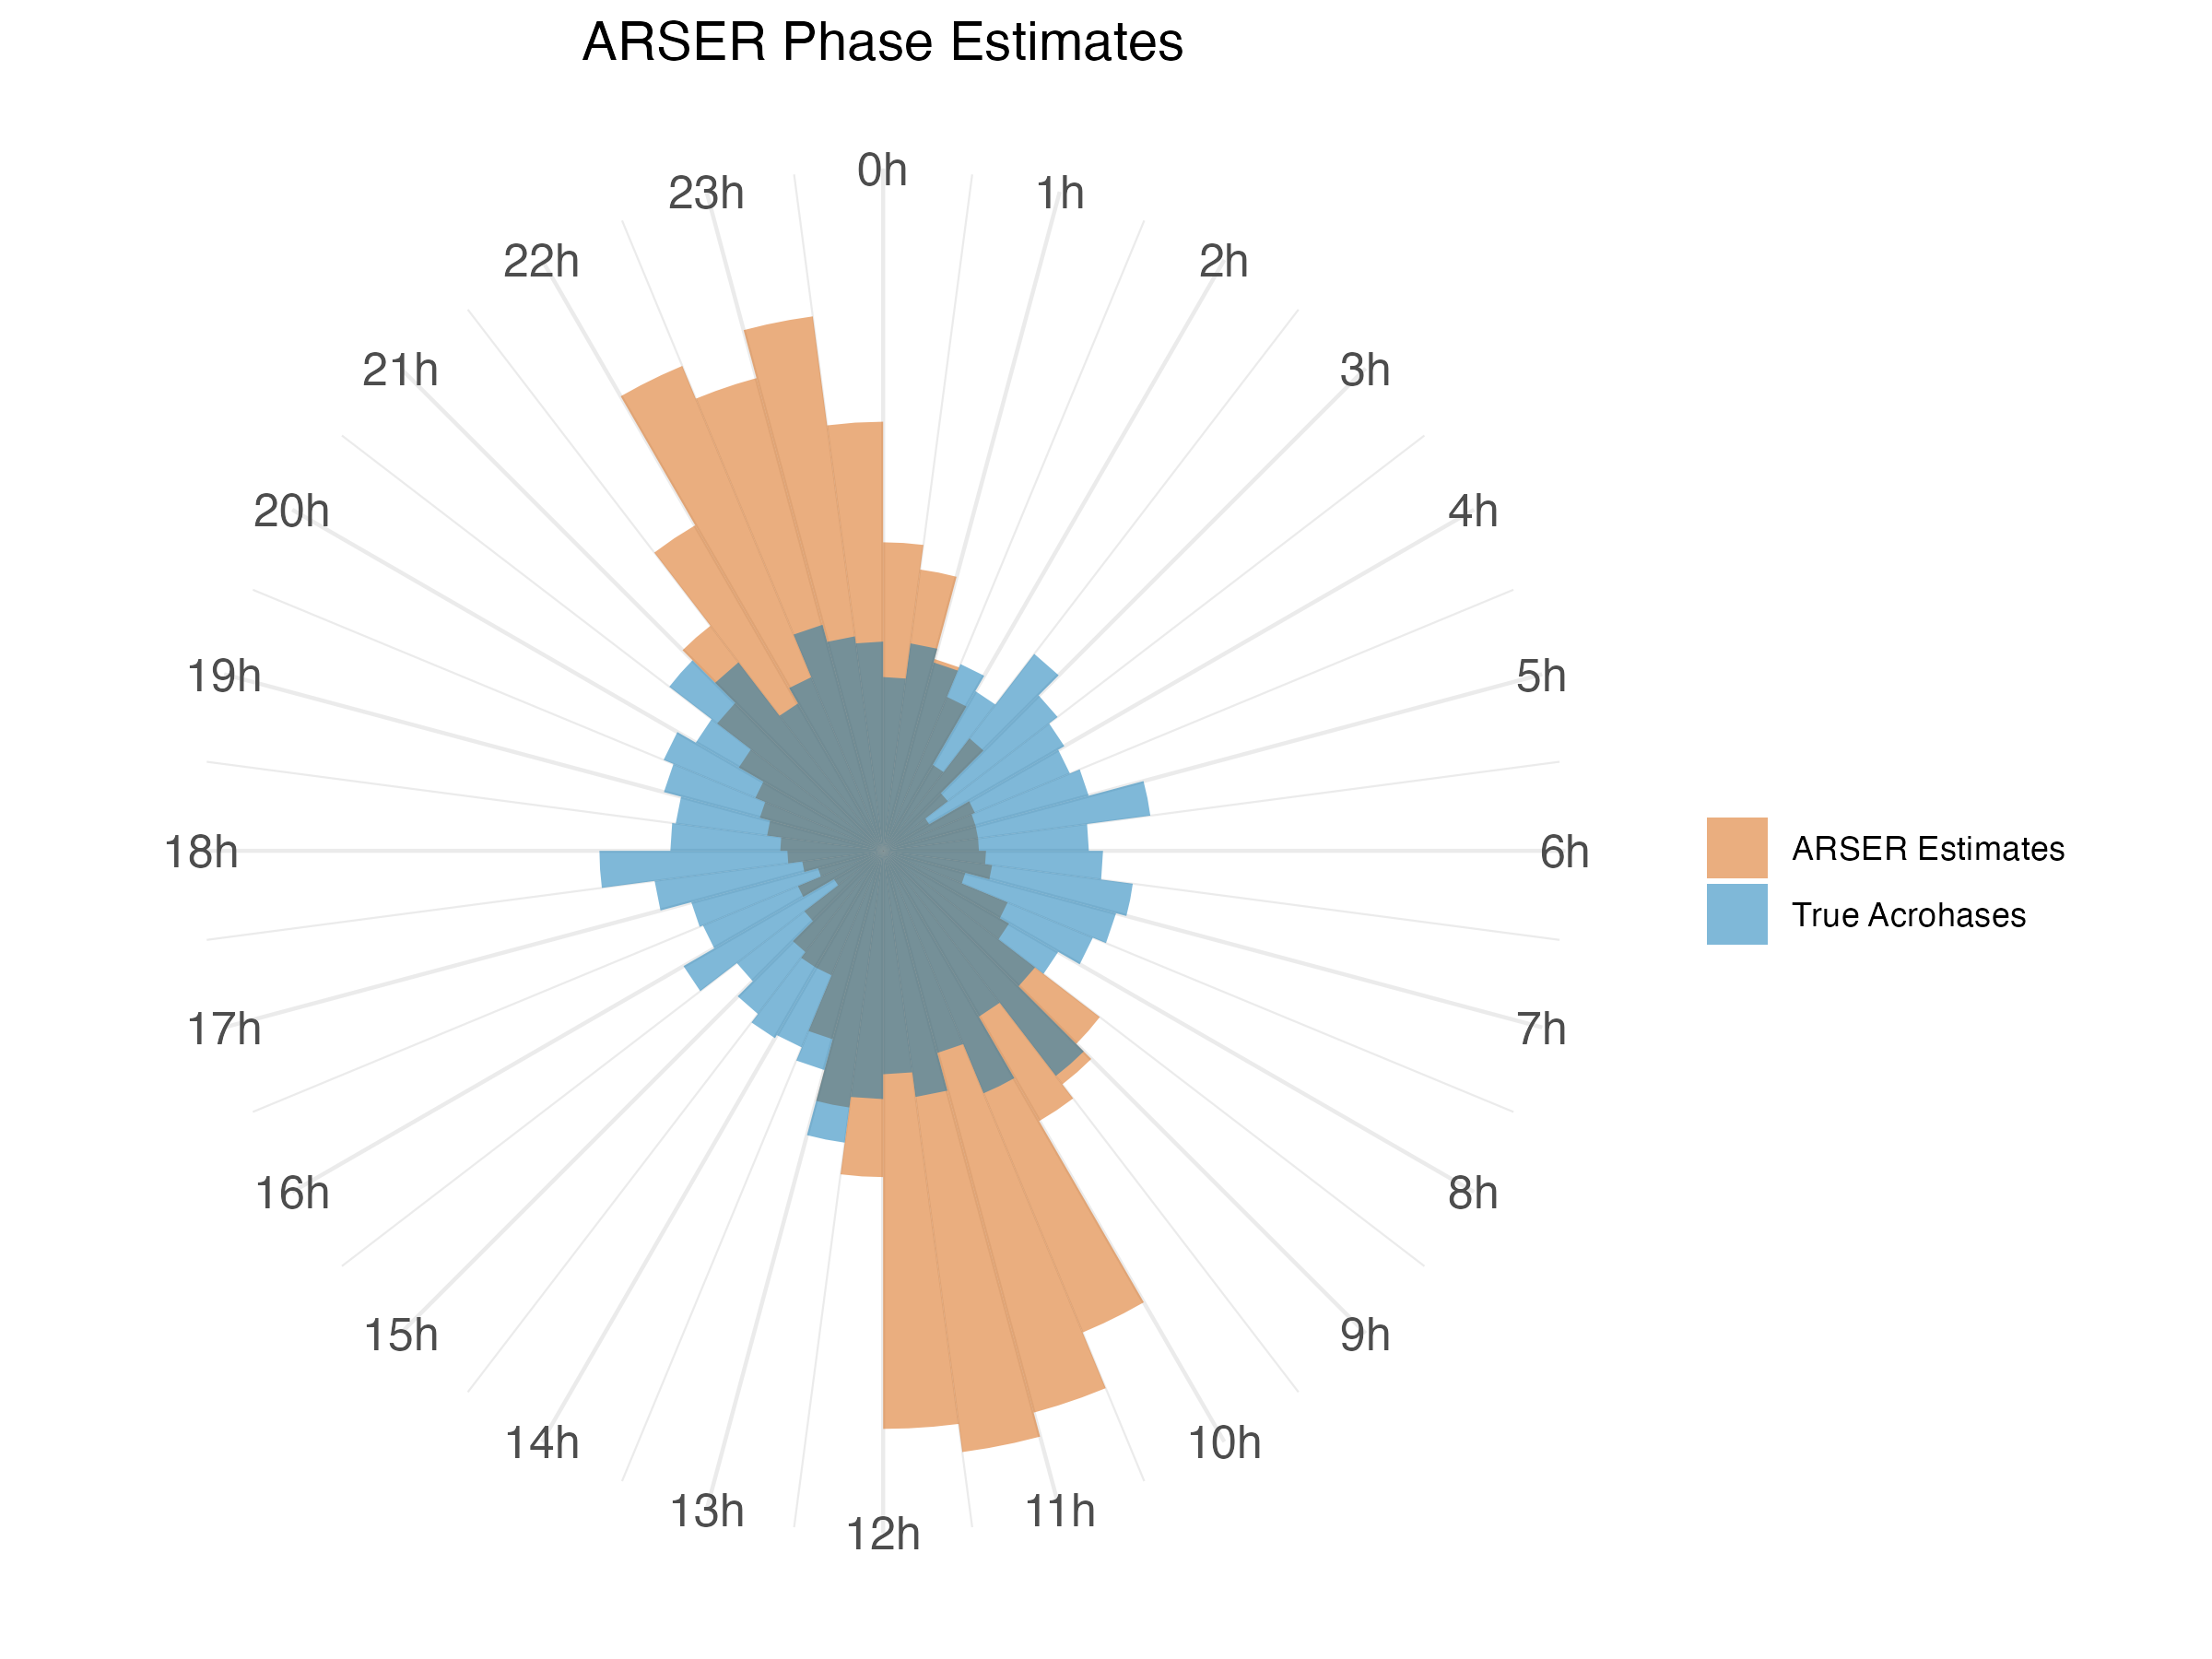 ARSER Phase Estimates
0h
1h
2h
3h
4h
5h
6h
7h
8h
9h
10h
11h
12h
13h
14h
15h
16h
17h
18h
19h
20h
21h
22h
23h
ARSER Estimates
True Acrohases